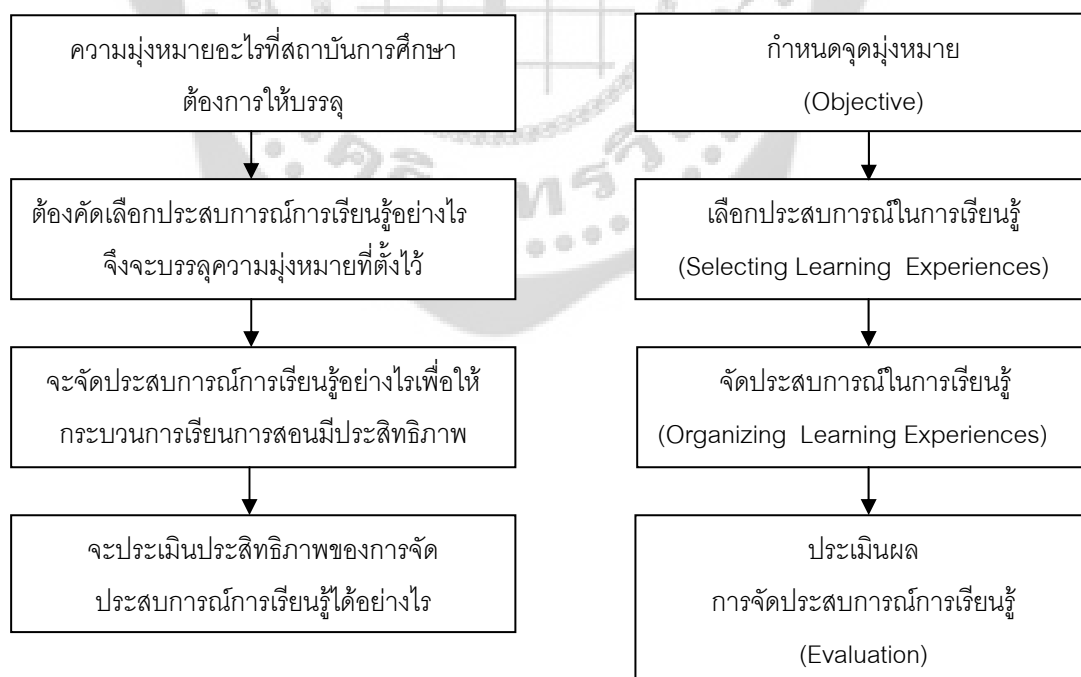 ความมุ่งหมายอะไรที่สถาบันการศึกษา
ต้องการให้บรรลุ
ต้องคัดเลือกประสบการณ์การเรียนรู้อย่างไร
จึงจะบรรลุความมุ่งหมายที่ตั้งไว้
จะจัดประสบการณ์การเรียนรู้อย่างไรเพื่อให้
กระบวนการเรียนการสอนมีประสิทธิภาพ
จะประเมินประสิทธิภาพของการจัด
ประสบการณ์การเรียนรู้ได้อย่างไร
กำหนดจุดมุ่งหมาย
(Objective)
เลือกประสบการณ์ในการเรียนรู้
(Selecting Learning Experiences)
จัดประสบการณ์ในการเรียนรู้
(Organizing Learning Experiences)
ประเมินผล
การจัดประสบการณ์การเรียนรู้
(Evaluation)